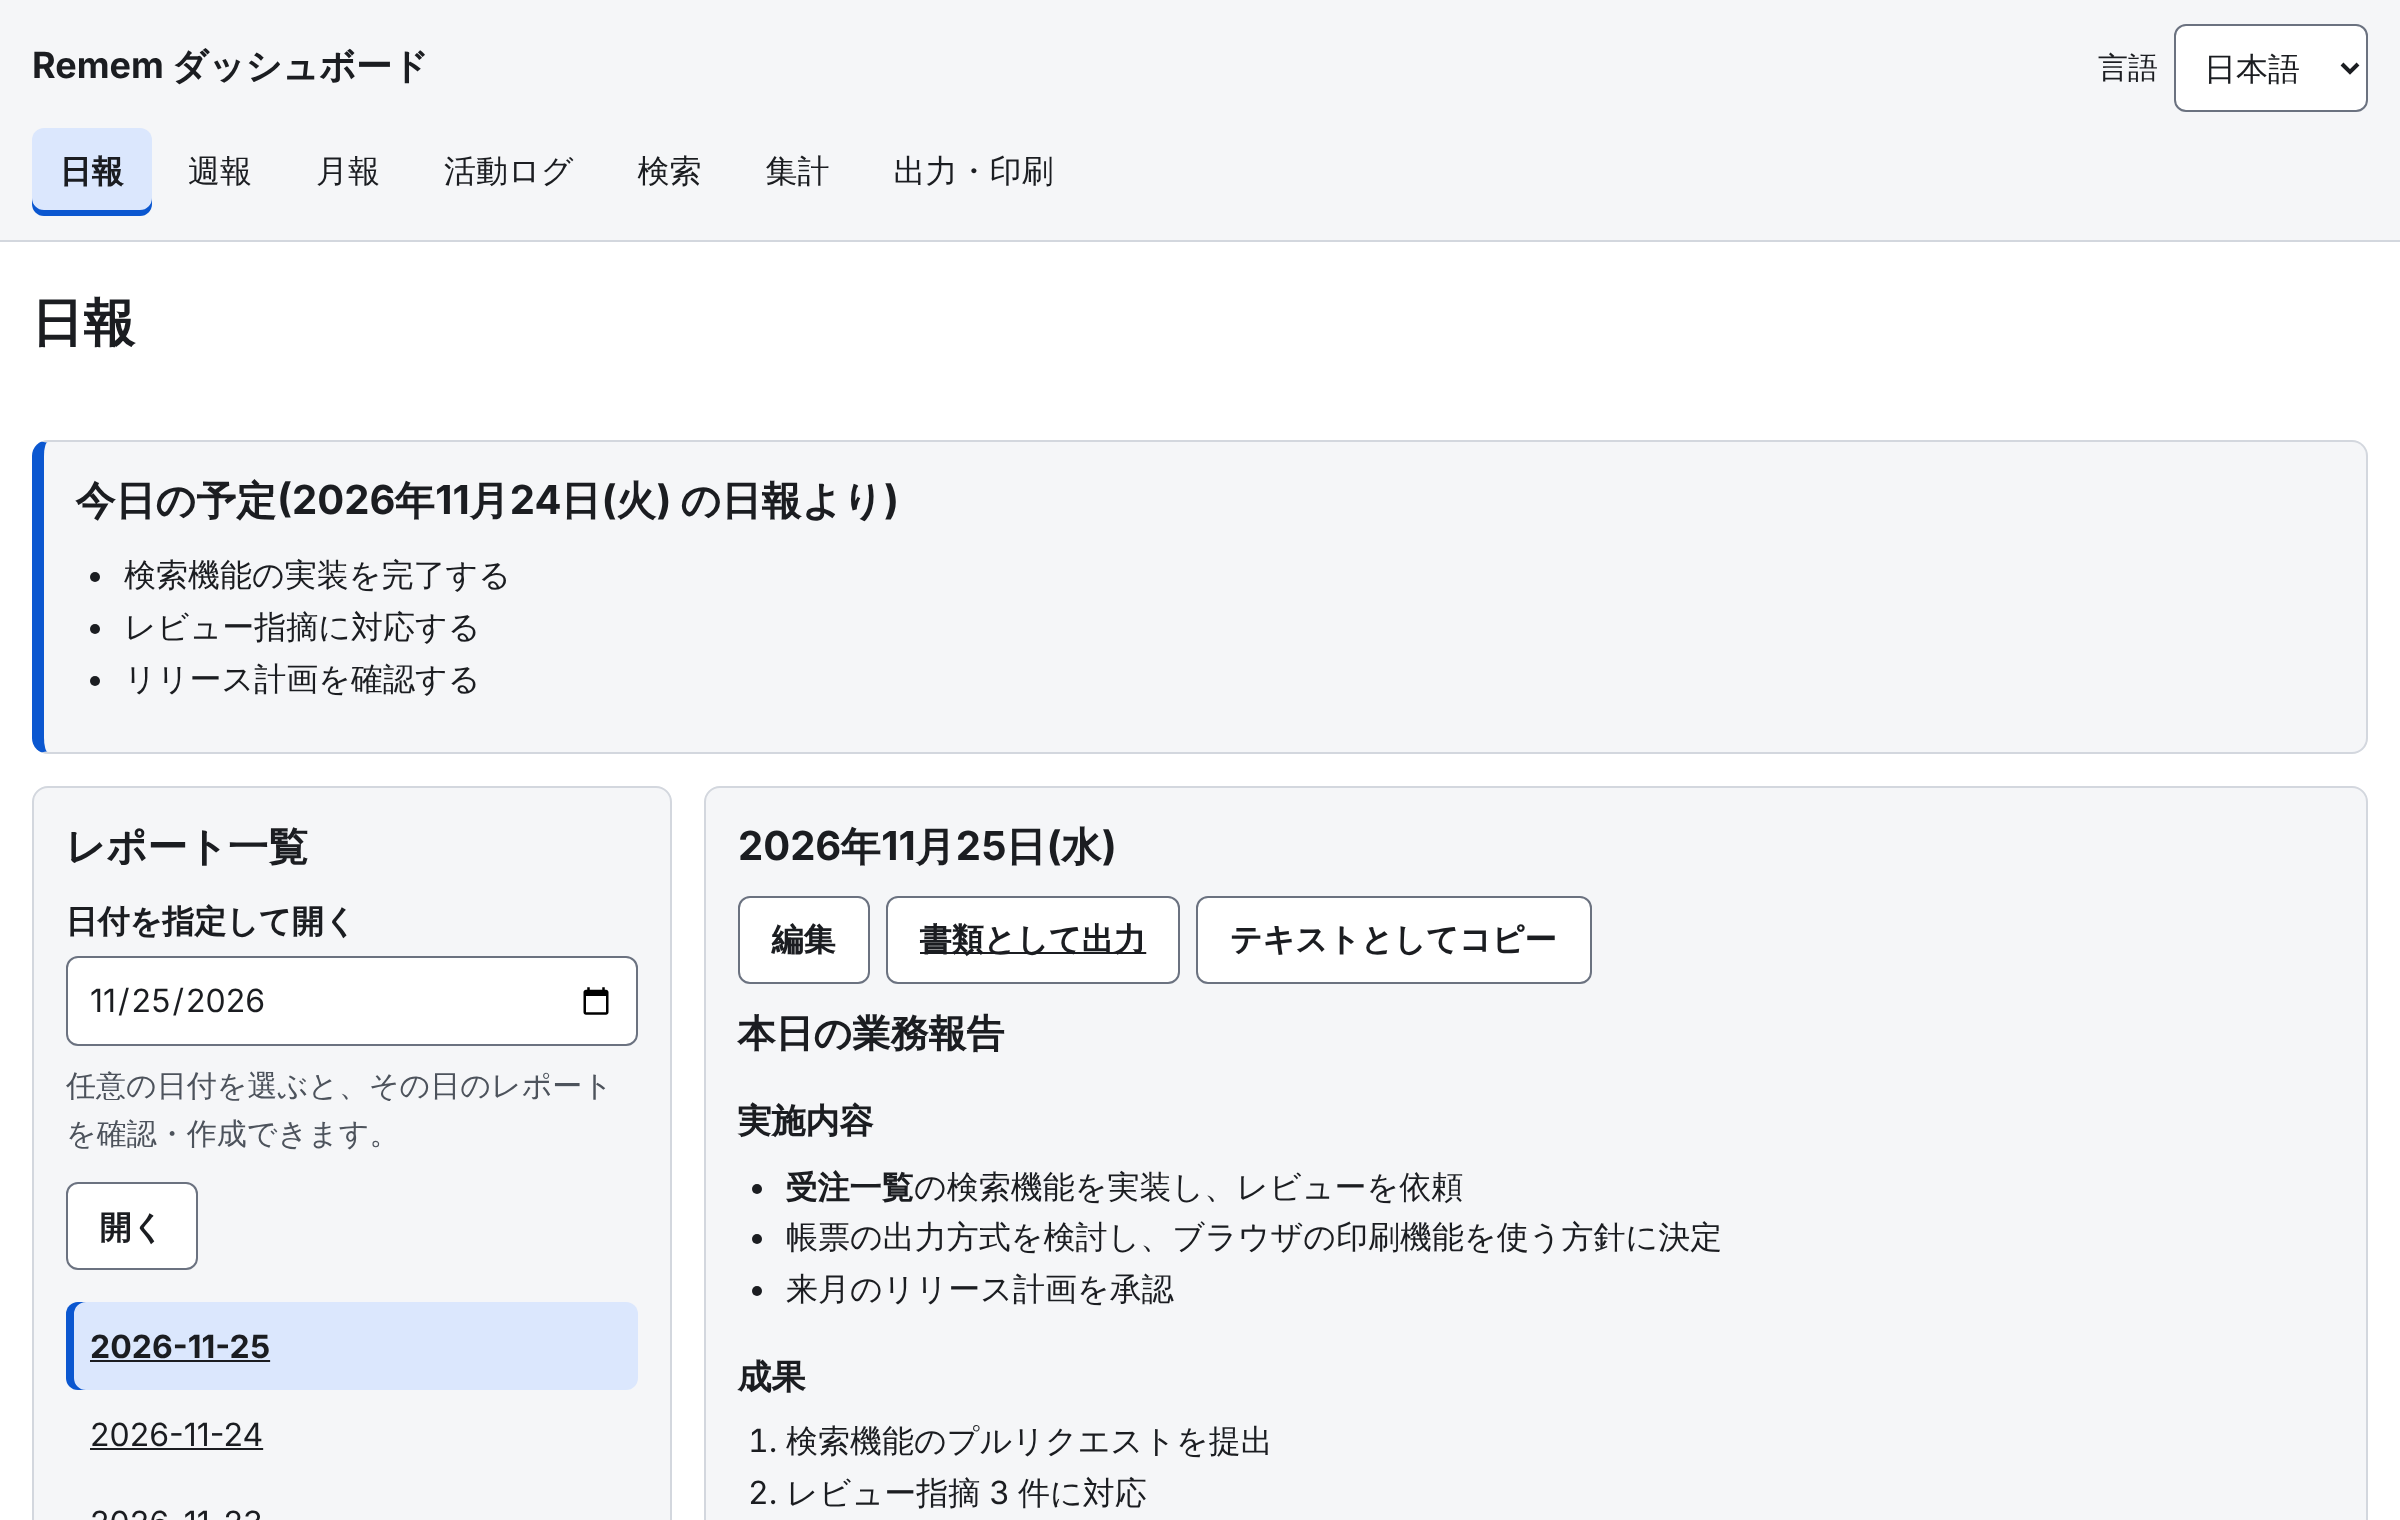 Remem ダッシュボード
言語 日本語
日報 週報 月報 活動ログ 検索 集計 出力・印刷
日報
今日の予定(2026年11月24日(火) の日報より)
検索機能の実装を完了する
レビュー指摘に対応する
リリース計画を確認する
レポート一覧
日付を指定して開く
11/25/2026
任意の日付を選ぶと、その日のレポート
を確認・作成できます。
開く
2026-11-25
2026-11-24
2026年11月25日(水)
編集 書類として出力 テキストとしてコピー
本日の業務報告
実施内容
受注一覧の検索機能を実装し、レビューを依頼
帳票の出力方式を検討し、ブラウザの印刷機能を使う方針に決定
来月のリリース計画を承認
成果
1. 検索機能のプルリクエストを提出
2. レビュー指摘 3 件に対応